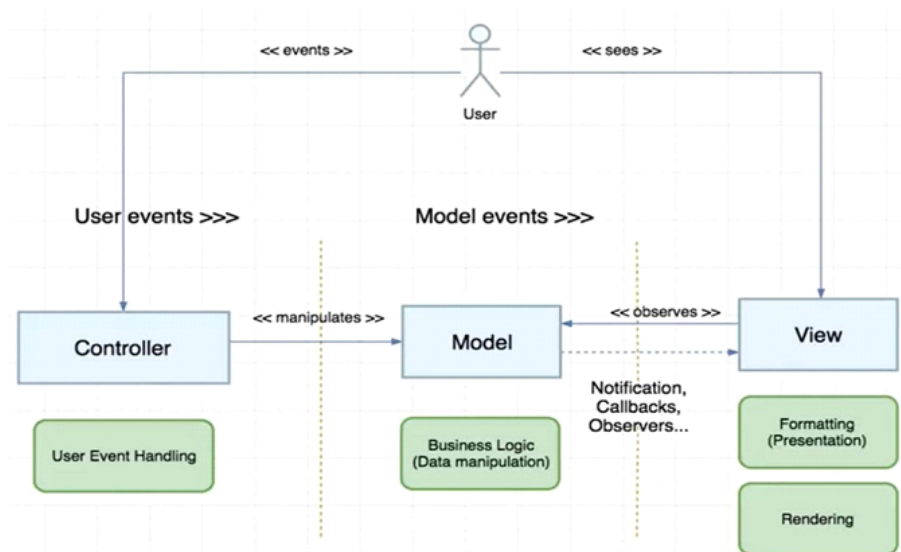 << events >>
<< sees >>
User
User events >>>
Model events >>>
<< manipulates >>
<< observes >>
Controller
Model
View
Notification,
Callbacks,
Observers...
User Event Handling
Business Logic
(Data manipulation)
Formatting
(Presentation)
Rendering